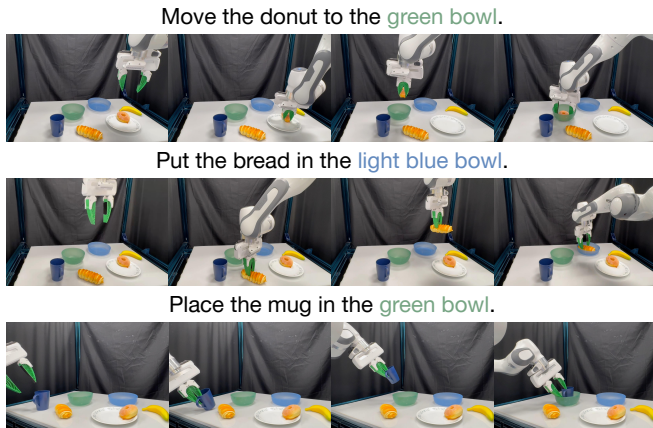 Move the donut to the green bowl.
Put the bread in the light blue bowl.
Place the mug in the green bowl.